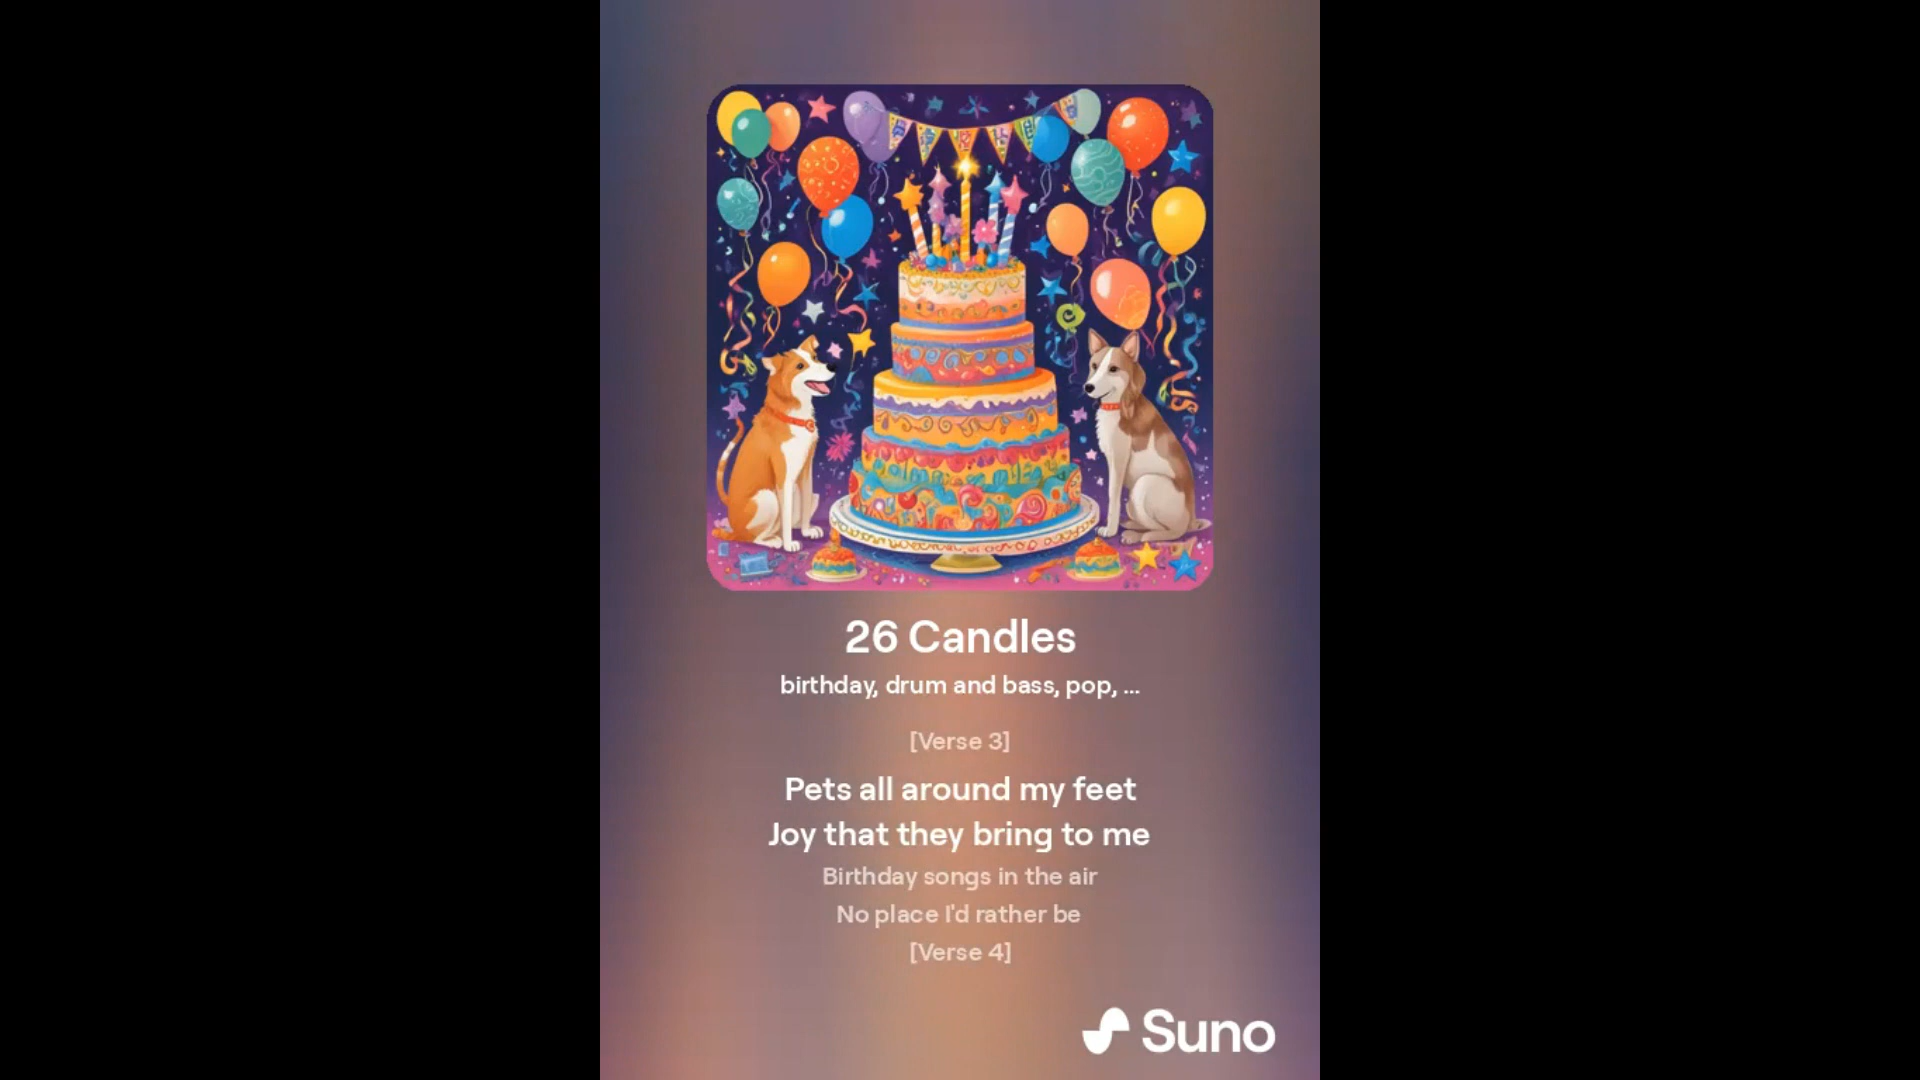 26 Candles
birthday, drum and bass, pop, ...
[Verse 3]
Pets all around my feet
Joy that they bring to me
Birthday songs in the air
No place I'd rather be
[Verse 4]
Suno